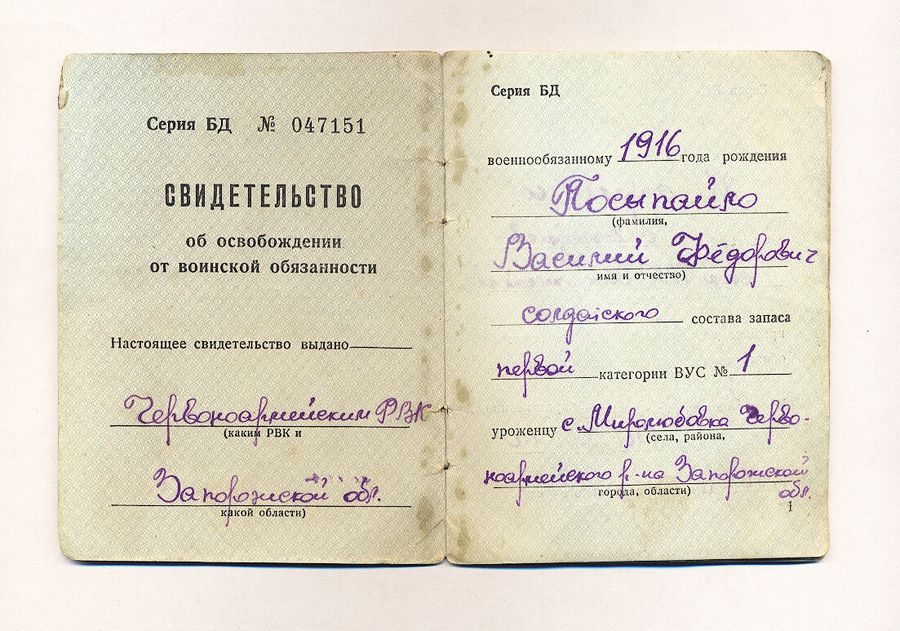 Серия БД № 047151
СВИДЕТЕЛЬСТВО
об освобождении
от воинской обязанности
Настоящее свидетельство выдано
Червоноармейским РВК
(каким РВК и
Запорожской обл.
какой области)
Серия БД
военнообязанному 1916 года рождения
Посыпайло
(фамилия,
Василий Фёдорович
имя и отчество)
солдатского состава запаса
первой категории ВУС № 1
уроженцу с. Миролюбовка Черво-
(села, района,
ноармейского р-на Запорожской
города, области)
обл.
1